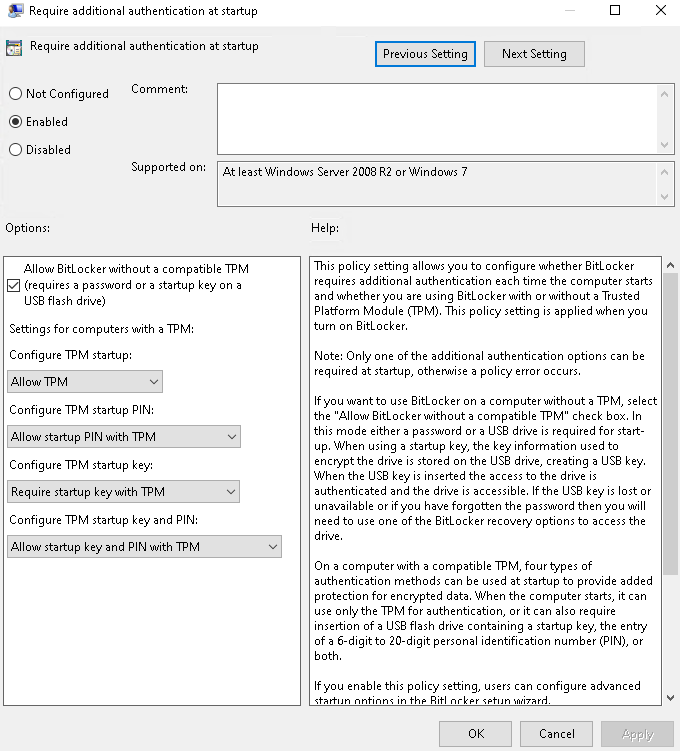 Require additional authentication at startup
Require additional authentication at startup
Previous Setting
Next Setting
Not Configured
Enabled
Disabled
Comment:
Supported on:
At least Windows Server 2008 R2 or Windows 7
Options:
Help:
Allow BitLocker without a compatible TPM
(requires a password or a startup key on a
USB flash drive)
Settings for computers with a TPM:
Configure TPM startup:
Allow TPM
Configure TPM startup PIN:
Allow startup PIN with TPM
Configure TPM startup key:
Require startup key with TPM
Configure TPM startup key and PIN:
Allow startup key and PIN with TPM
This policy setting allows you to configure whether BitLocker
requires additional authentication each time the computer starts
and whether you are using BitLocker with or without a Trusted
Platform Module (TPM). This policy setting is applied when you
turn on BitLocker.
Note: Only one of the additional authentication options can be
required at startup, otherwise a policy error occurs.
If you want to use BitLocker on a computer without a TPM, select
the "Allow BitLocker without a compatible TPM" check box. In
this mode either a password or a USB drive is required for start-
up. When using a startup key, the key information used to
encrypt the drive is stored on the USB drive, creating a USB key.
When the USB key is inserted the access to the drive is
authenticated and the drive is accessible. If the USB key is lost or
unavailable or if you have forgotten the password then you will
need to use one of the BitLocker recovery options to access the
drive.
On a computer with a compatible TPM, four types of
authentication methods can be used at startup to provide added
protection for encrypted data. When the computer starts, it can
use only the TPM for authentication, or it can also require
insertion of a USB flash drive containing a startup key, the entry
of a 6-digit to 20-digit personal identification number (PIN), or
both.
If you enable this policy setting, users can configure advanced
startup options in the BitLocker setup wizard.
OK
Cancel
Apply